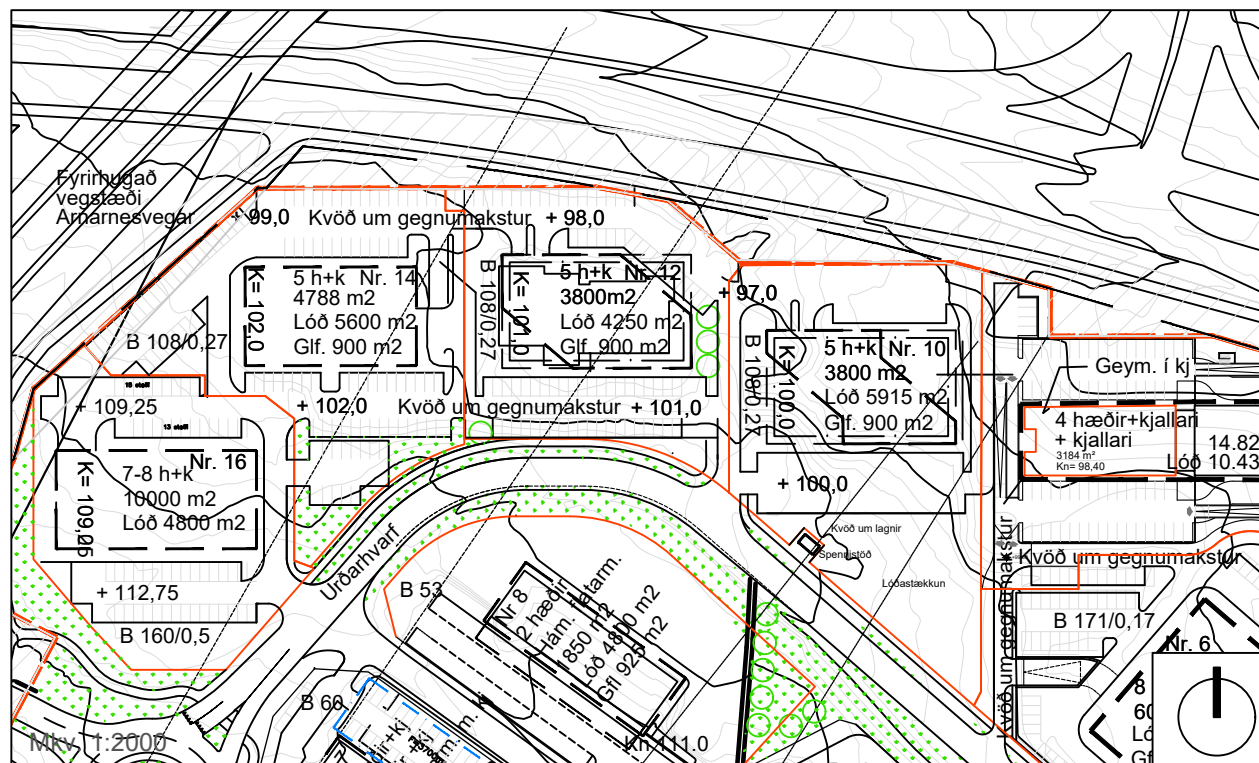 Fyrirhugað
vegstæði
Arnarnesvegar
+ 99,0
Kvöð um gegnumakstur
+ 98,0
5 h+k Nr. 14
4788 m2
Lóð 5600 m2
Glf. 900 m2
K= 102,0
B 108/0,27
B 108/0,27
5 h+k Nr. 12
3800m2
Lóð 4250 m2
Glf. 900 m2
K= 101,0
+ 97,0
B 108/0,27
5 h+k Nr. 10
3800 m2
Lóð 5915 m2
Glf. 900 m2
K= 100,0
Geym. í kj
4 hæðir+kjallari
+ kjallari
3184 m²
Kn= 98,40
14.82
Lóð 10.43
+ 109,25
+ 102,0
Kvöð um gegnumakstur
+ 101,0
Nr. 16
7-8 h+k
10000 m2
Lóð 4800 m2
K= 109,06
+ 112,75
B 160/0,5
+ 100,0
Kvöð um lagnir
Spennistöð
Lóðastækkun
Kvöð um gegnumakstur
Kvöð um gegnumakstur
Urðarhvarf
B 53
Nr 8
2 hæðir
Hám. flatarm.
1850 m2
Lóð 4800 m2
Gfl 925 m2
B 171/0,17
Nr. 6
8
60
Ló
Gf
B 60
Kn 111.0
Mkv. 1:2000